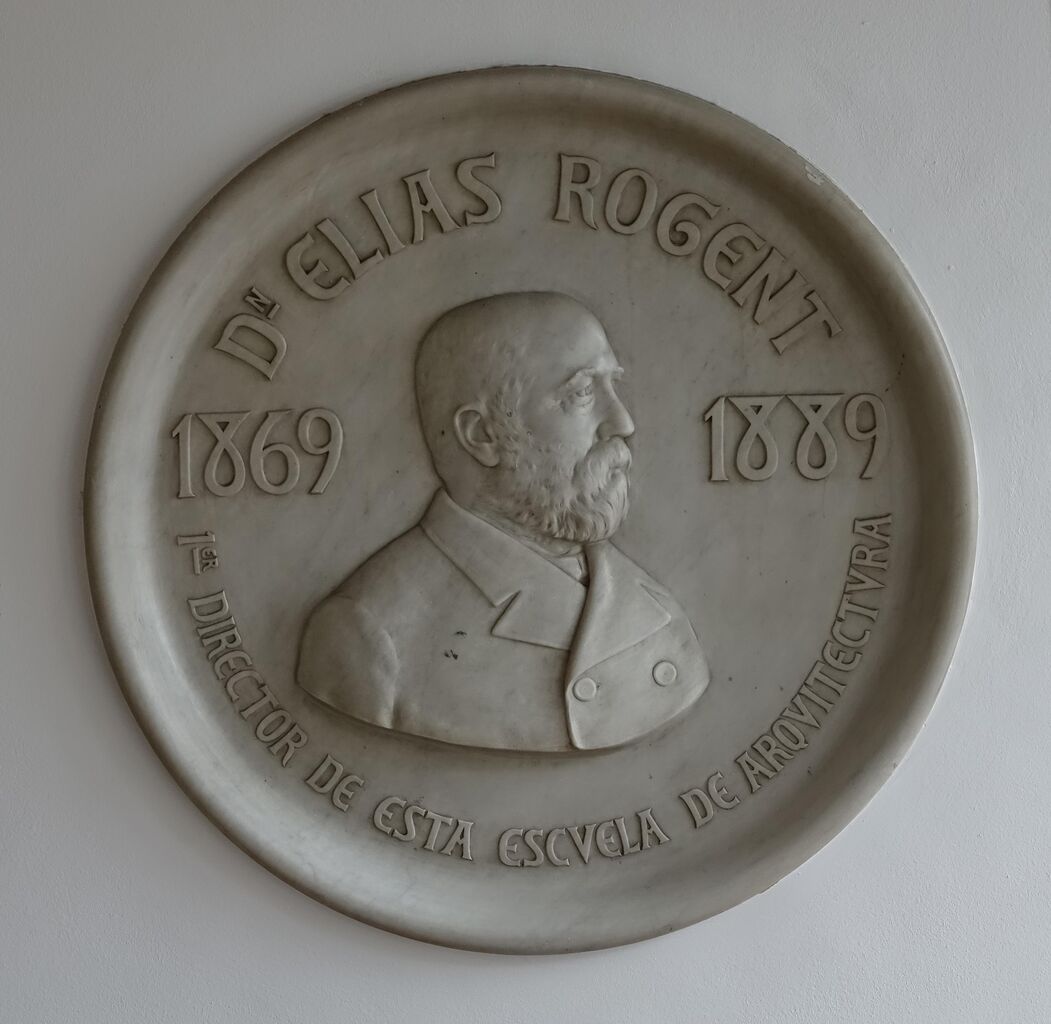 Dᴺ ELIAS ROGENT
1869 1889
1ᴱᴿ DIRECTOR DE ESTA ESCVELA DE ARQVITECTVRA